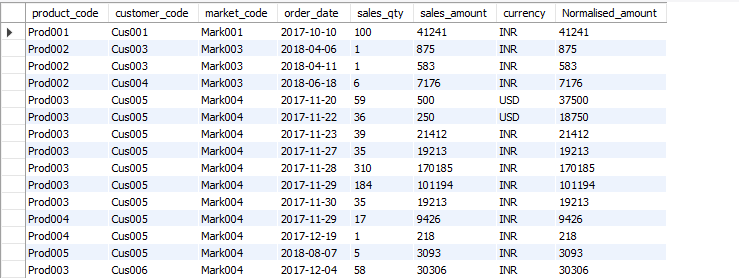 product_code customer_code market_code order_date sales_qty sales_amount currency Normalised_amount
Prod001 Cus001 Mark001 2017-10-10 100 41241 INR 41241
Prod002 Cus003 Mark003 2018-04-06 1 875 INR 875
Prod002 Cus003 Mark003 2018-04-11 1 583 INR 583
Prod002 Cus004 Mark003 2018-06-18 6 7176 INR 7176
Prod003 Cus005 Mark004 2017-11-20 59 500 USD 37500
Prod003 Cus005 Mark004 2017-11-22 36 250 USD 18750
Prod003 Cus005 Mark004 2017-11-23 39 21412 INR 21412
Prod003 Cus005 Mark004 2017-11-27 35 19213 INR 19213
Prod003 Cus005 Mark004 2017-11-28 310 170185 INR 170185
Prod003 Cus005 Mark004 2017-11-29 184 101194 INR 101194
Prod003 Cus005 Mark004 2017-11-30 35 19213 INR 19213
Prod004 Cus005 Mark004 2017-11-29 17 9426 INR 9426
Prod004 Cus005 Mark004 2017-12-19 1 218 INR 218
Prod005 Cus005 Mark004 2018-08-07 5 3093 INR 3093
Prod003 Cus006 Mark004 2017-12-04 58 30306 INR 30306